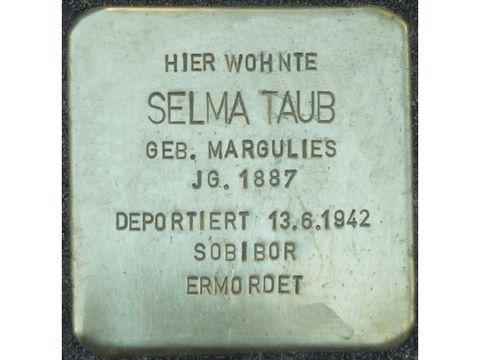 HIER WOHNTE
SELMA TAUB
GEB. MARGULIES
JG. 1887
DEPORTIERT 13.6.1942
SOBIBOR
ERMORDET